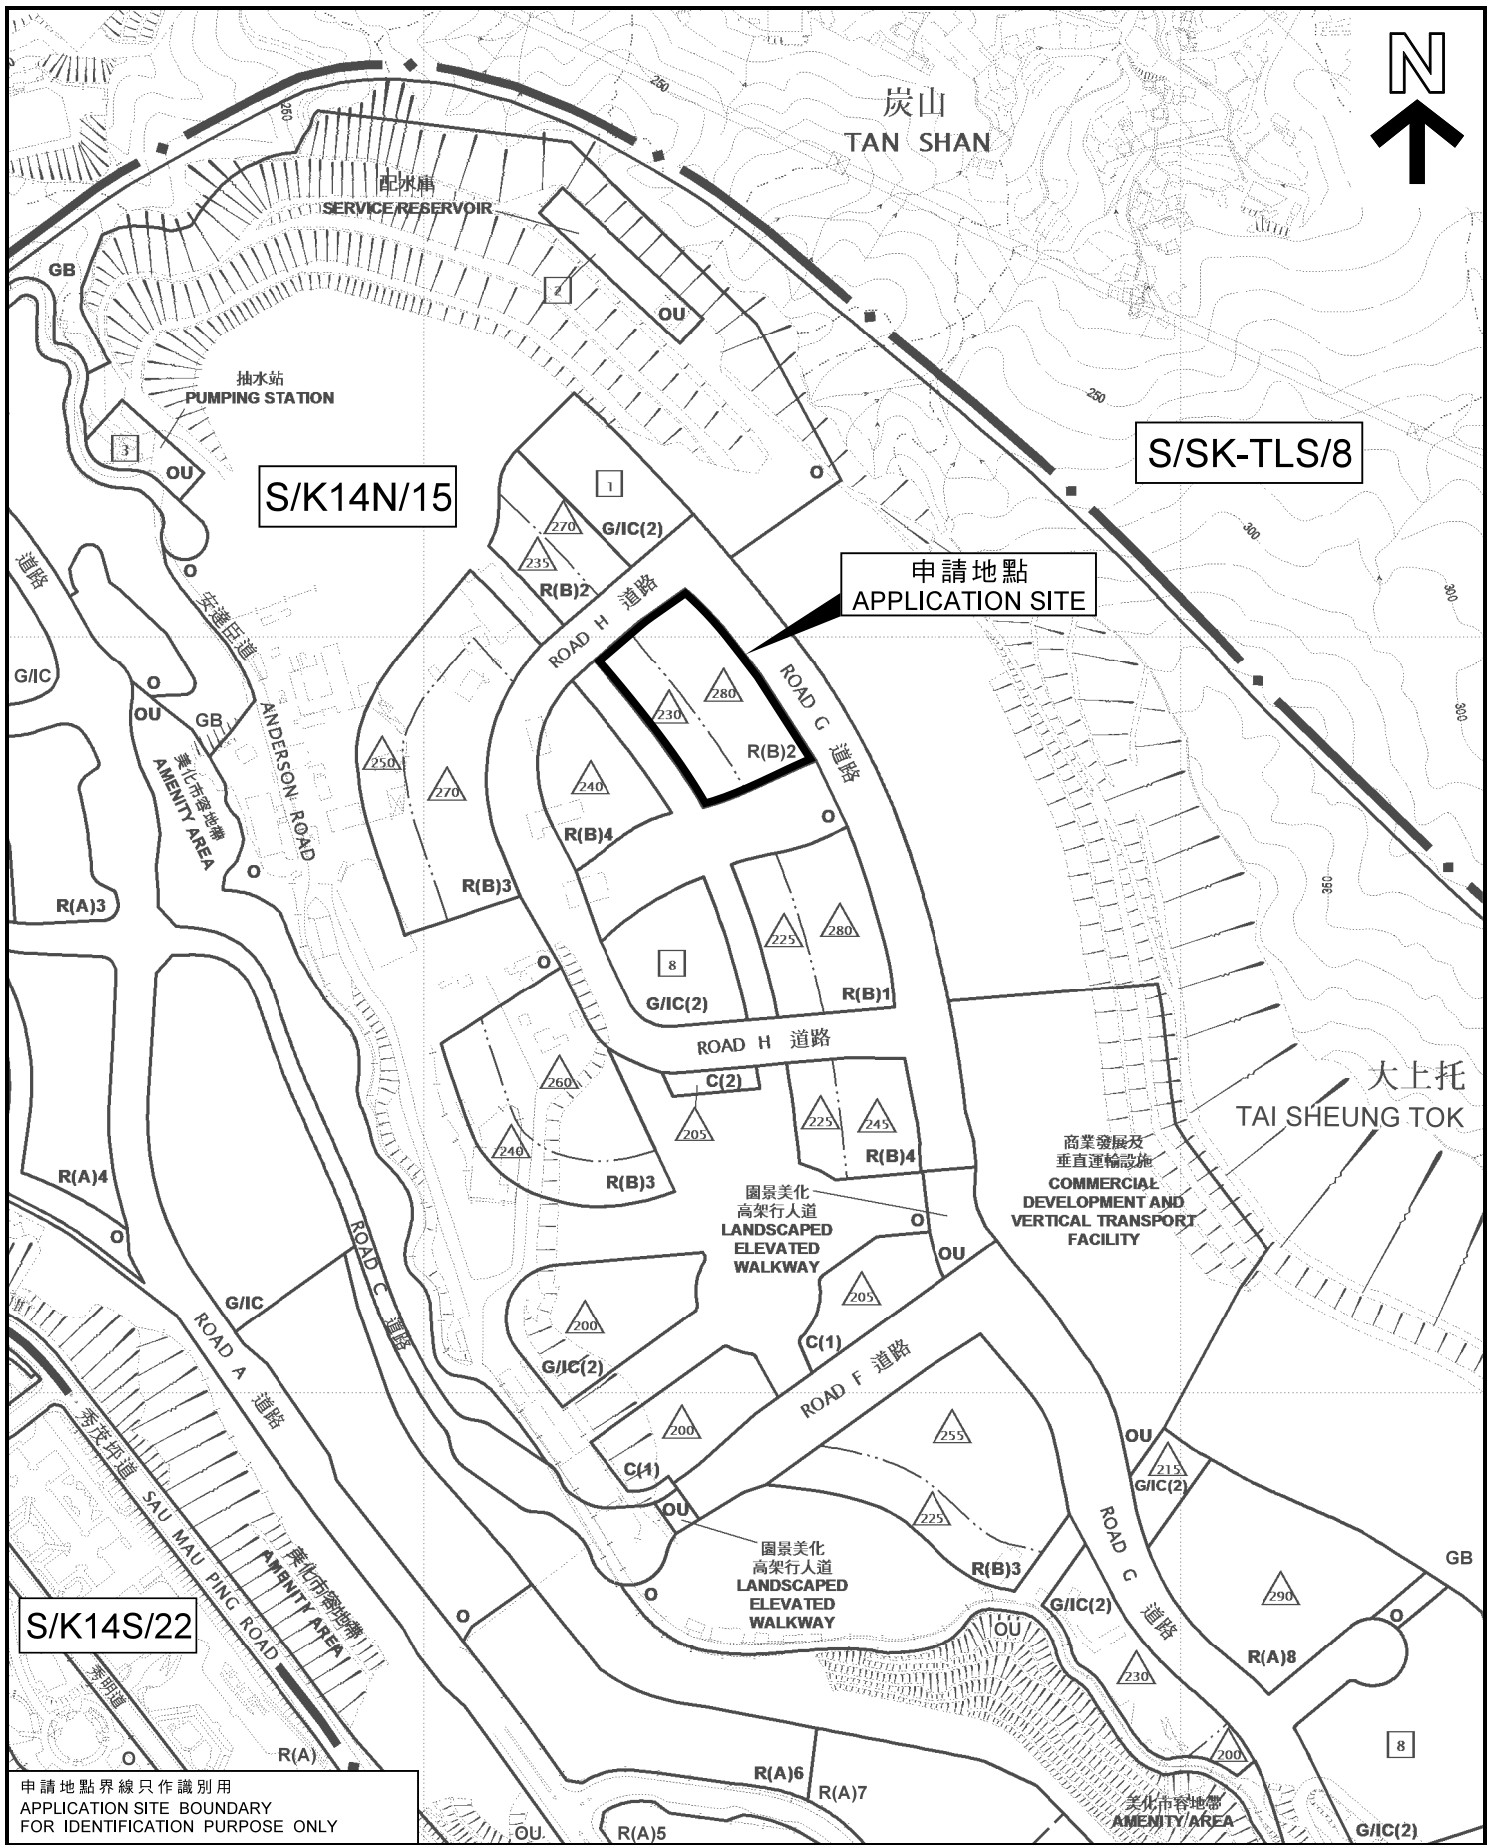 N
炭山
TAN SHAN
250
250
配水庫
SERVICE RESERVOIR
GB
2
OU
抽水站
PUMPING STATION
250
3
OU
S/K14N/15
1
G/IC(2)
O
S/SK-TLS/8
270
235
R(B)2
300
道路
O
安達臣道
ANDERSON ROAD
ROAD H 道路
申請地點
APPLICATION SITE
300
G/IC
O
OU
GB
美化市容地帶
AMENITY AREA
280
230
R(B)2
ROAD G 道路
300
250
270
240
R(B)4
O
O
R(A)3
R(B)3
350
225
280
O
8
G/IC(2)
R(B)1
ROAD H 道路
C(2)
大上托
TAI SHEUNG TOK
260
205
225
245
240
R(B)4
商業發展及
垂直運輸設施
COMMERCIAL
DEVELOPMENT AND
VERTICAL TRANSPORT
FACILITY
R(A)4
R(B)3
園景美化
高架行人道
LANDSCAPED
ELEVATED
WALKWAY
O
O
OU
ROAD C 道路
G/IC
ROAD A 道路
200
205
G/IC(2)
C(1)
ROAD F 道路
秀茂坪道 SAU MAU PING ROAD
200
255
OU
C(1)
215
G/IC(2)
OU
225
ROAD G 道路
園景美化
高架行人道
LANDSCAPED
ELEVATED
WALKWAY
R(B)3
GB
美化市容地帶
AMENITY AREA
O
O
290
O
G/IC(2)
OU
S/K14S/22
R(A)8
230
秀明道
O
R(A)
8
200
R(A)6
R(A)7
美化市容地帶
AMENITY AREA
OU
R(A)5
G/IC(2)
申請地點界線只作識別用
APPLICATION SITE BOUNDARY
FOR IDENTIFICATION PURPOSE ONLY